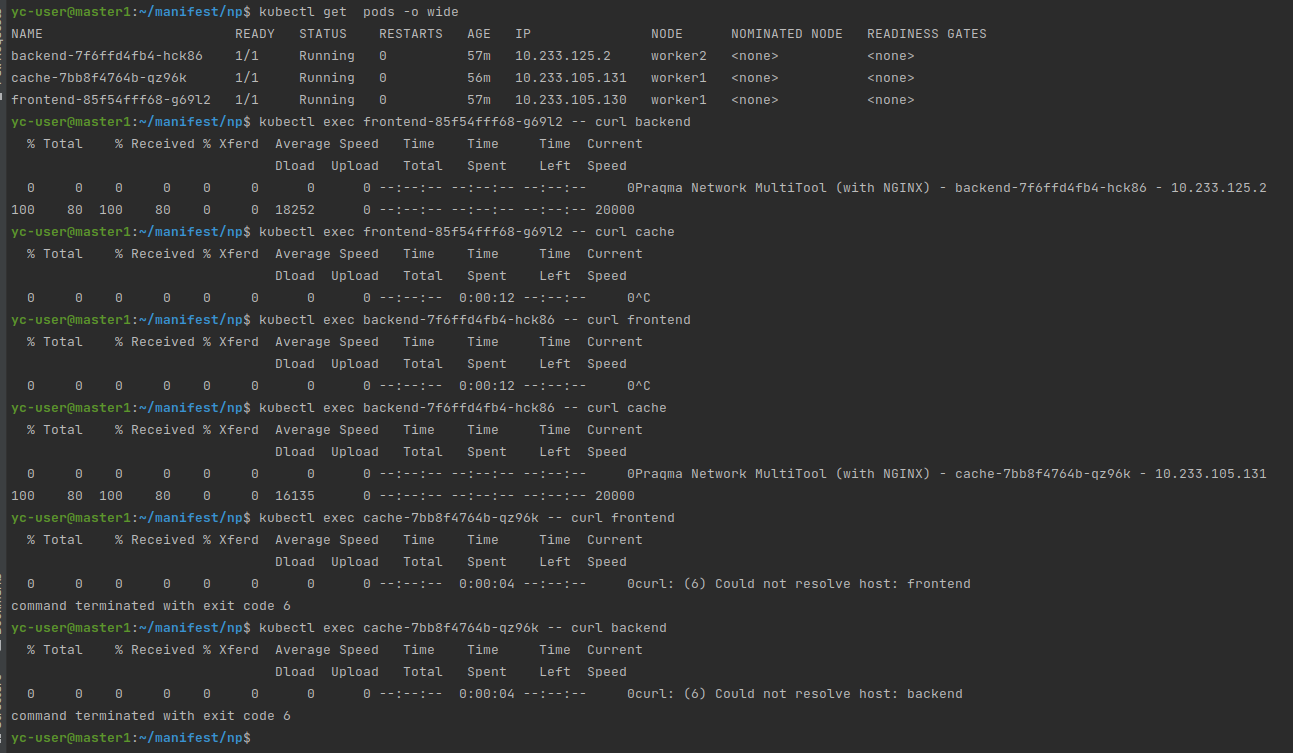 yc-user@master1:~/manifest/np$ kubectl get  pods -o wide
NAME                        READY   STATUS    RESTARTS   AGE   IP               NODE      NOMINATED NODE   READINESS GATES
backend-7f6ffd4fb4-hck86    1/1     Running   0          57m   10.233.125.2     worker2   <none>           <none>
cache-7bb8f4764b-qz96k      1/1     Running   0          56m   10.233.105.131   worker1   <none>           <none>
frontend-85f54fff68-g69l2   1/1     Running   0          57m   10.233.105.130   worker1   <none>           <none>
yc-user@master1:~/manifest/np$ kubectl exec frontend-85f54fff68-g69l2 -- curl backend
  % Total    % Received % Xferd  Average Speed   Time    Time     Time  Current
                                 Dload  Upload   Total   Spent    Left  Speed
  0     0    0     0    0     0      0      0 --:--:-- --:--:-- --:--:--     0Praqma Network MultiTool (with NGINX) - backend-7f6ffd4fb4-hck86 - 10.233.125.2
100    80  100    80    0     0  18252      0 --:--:-- --:--:-- --:--:-- 20000
yc-user@master1:~/manifest/np$ kubectl exec frontend-85f54fff68-g69l2 -- curl cache
  % Total    % Received % Xferd  Average Speed   Time    Time     Time  Current
                                 Dload  Upload   Total   Spent    Left  Speed
  0     0    0     0    0     0      0      0 --:--:--  0:00:12 --:--:--     0^C
yc-user@master1:~/manifest/np$ kubectl exec backend-7f6ffd4fb4-hck86 -- curl frontend
  % Total    % Received % Xferd  Average Speed   Time    Time     Time  Current
                                 Dload  Upload   Total   Spent    Left  Speed
  0     0    0     0    0     0      0      0 --:--:--  0:00:12 --:--:--     0^C
yc-user@master1:~/manifest/np$ kubectl exec backend-7f6ffd4fb4-hck86 -- curl cache
  % Total    % Received % Xferd  Average Speed   Time    Time     Time  Current
                                 Dload  Upload   Total   Spent    Left  Speed
  0     0    0     0    0     0      0      0 --:--:-- --:--:-- --:--:--     0Praqma Network MultiTool (with NGINX) - cache-7bb8f4764b-qz96k - 10.233.105.131
100    80  100    80    0     0  16135      0 --:--:-- --:--:-- --:--:-- 20000
yc-user@master1:~/manifest/np$ kubectl exec cache-7bb8f4764b-qz96k -- curl frontend
  % Total    % Received % Xferd  Average Speed   Time    Time     Time  Current
                                 Dload  Upload   Total   Spent    Left  Speed
  0     0    0     0    0     0      0      0 --:--:--  0:00:04 --:--:--     0curl: (6) Could not resolve host: frontend
command terminated with exit code 6
yc-user@master1:~/manifest/np$ kubectl exec cache-7bb8f4764b-qz96k -- curl backend
  % Total    % Received % Xferd  Average Speed   Time    Time     Time  Current
                                 Dload  Upload   Total   Spent    Left  Speed
  0     0    0     0    0     0      0      0 --:--:--  0:00:04 --:--:--     0curl: (6) Could not resolve host: backend
command terminated with exit code 6
yc-user@master1:~/manifest/np$